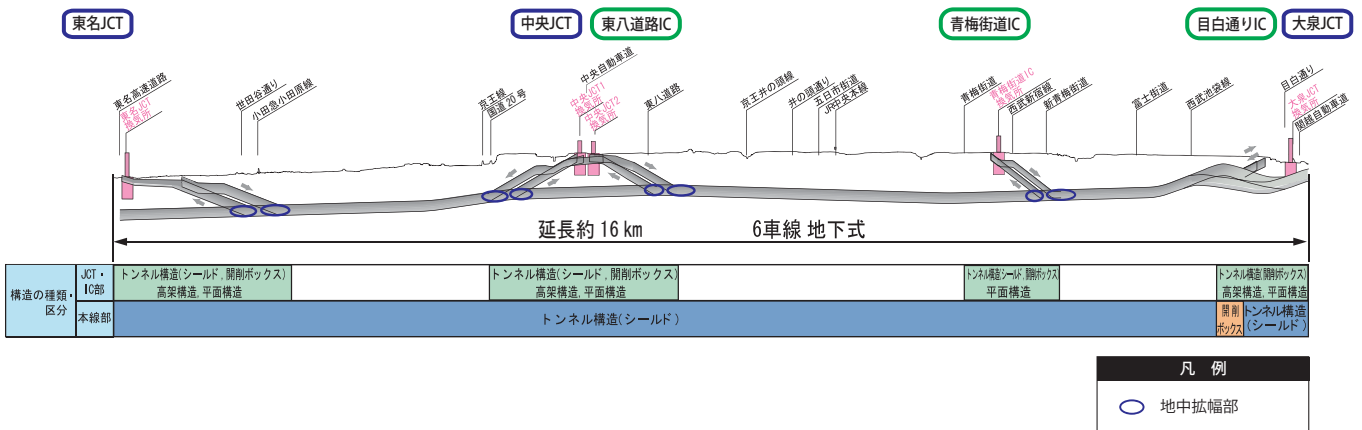 東名JCT
中央JCT
東八道路IC
青梅街道IC
目白通りIC
大泉JCT
東名高速道路
東名JCT
換気所
世田谷通り
小田急小田原線
京王線
国道20号
中央自動車道
中央JCT1
換気所
中央JCT2
換気所
東八道路
京王井の頭線
井の頭通り
五日市街道
JR中央本線
青梅街道
青梅街道IC
換気所
西武新宿線
新青梅街道
富士街道
西武池袋線
目白通り
大泉JCT
換気所
関越自動車道
延長約 16 km
6車線 地下式
構造の種類・
区分
JCT・
IC部
トンネル構造(シールド, 開削ボックス)
高架構造, 平面構造
トンネル構造(シールド, 開削ボックス)
高架構造, 平面構造
トンネル構造(シールド, 開削ボックス)
平面構造
トンネル構造(開削ボックス)
高架構造, 平面構造
本線部
トンネル構造(シールド)
開削
ボックス
トンネル構造
(シールド)
凡 例
地中拡幅部